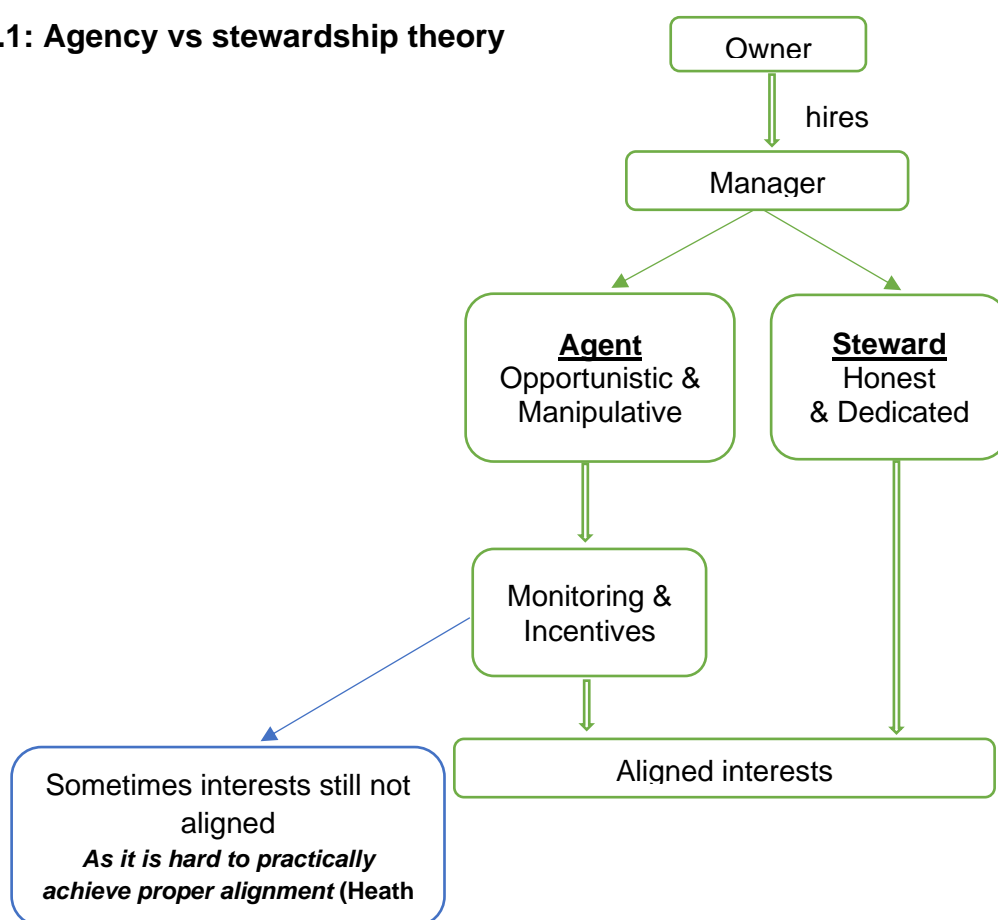 .1: Agency vs stewardship theory
Owner
hires
Manager
Agent
Opportunistic &
Manipulative
Steward
Honest
& Dedicated
Monitoring &
Incentives
Aligned interests
Sometimes interests still not
aligned
As it is hard to practically
achieve proper alignment (Heath